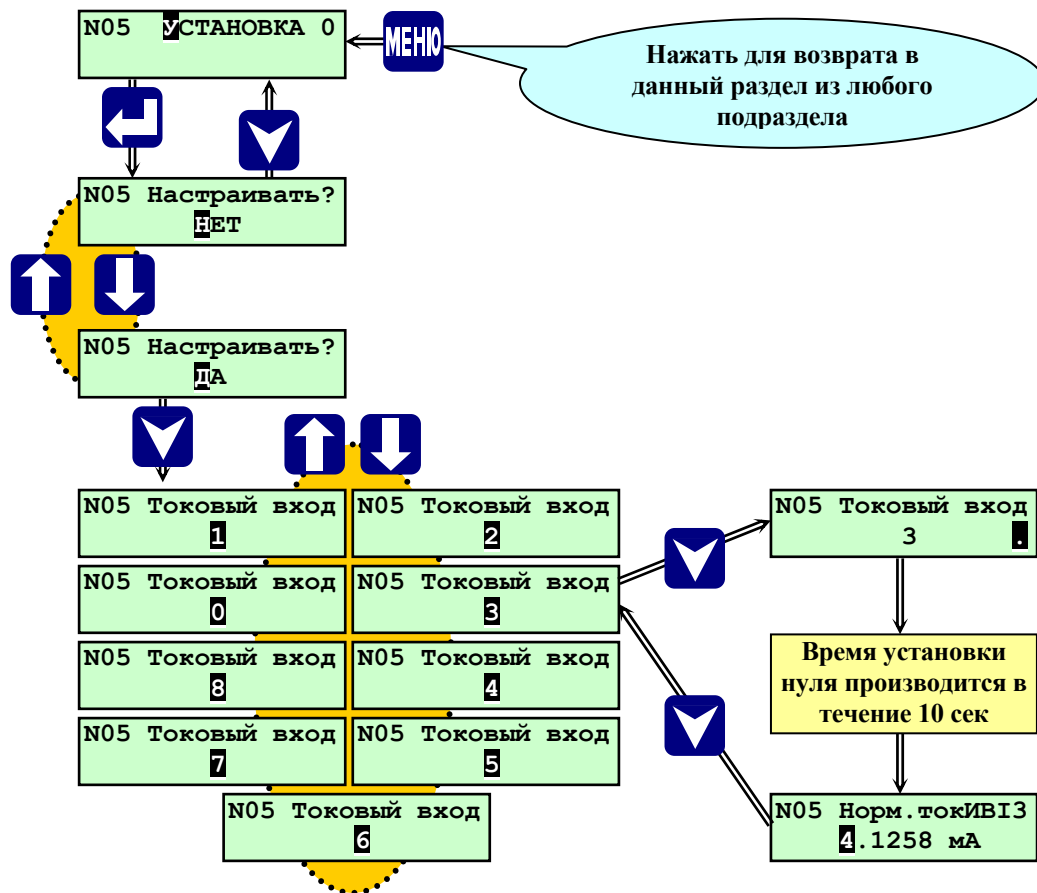 N05 УСТАНОВКА 0
МЕНЮ
Нажать для возврата в
данный раздел из любого
подраздела
N05 Настраивать?
НЕТ
N05 Настраивать?
ДА
N05 Токовый вход
1
N05 Токовый вход
2
N05 Токовый вход
0
N05 Токовый вход
3
N05 Токовый вход
8
N05 Токовый вход
4
N05 Токовый вход
7
N05 Токовый вход
5
N05 Токовый вход
6
N05 Токовый вход
3 .
Время установки
нуля производится в
течение 10 сек
N05 Норм.токИВI3
4.1258 мА